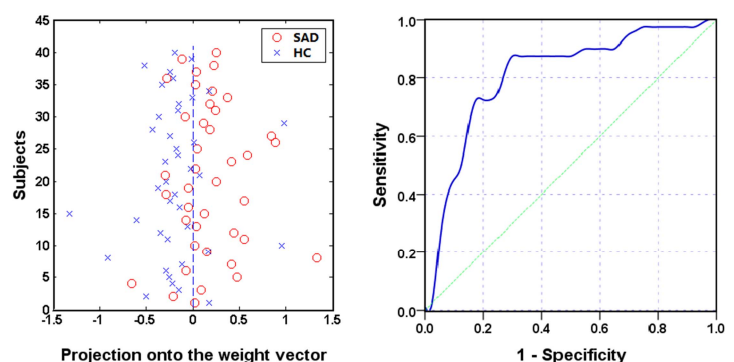 45
40
35
30
25
20
15
10
5
0
Subjects
SAD
HC
-1.5 -1 -0.5 0 0.5 1 1.5
Projection onto the weight vector
1.0
0.8
0.6
0.4
0.2
0.0
Sensitivity
0.0 0.2 0.4 0.6 0.8 1.0
1 - Specificity